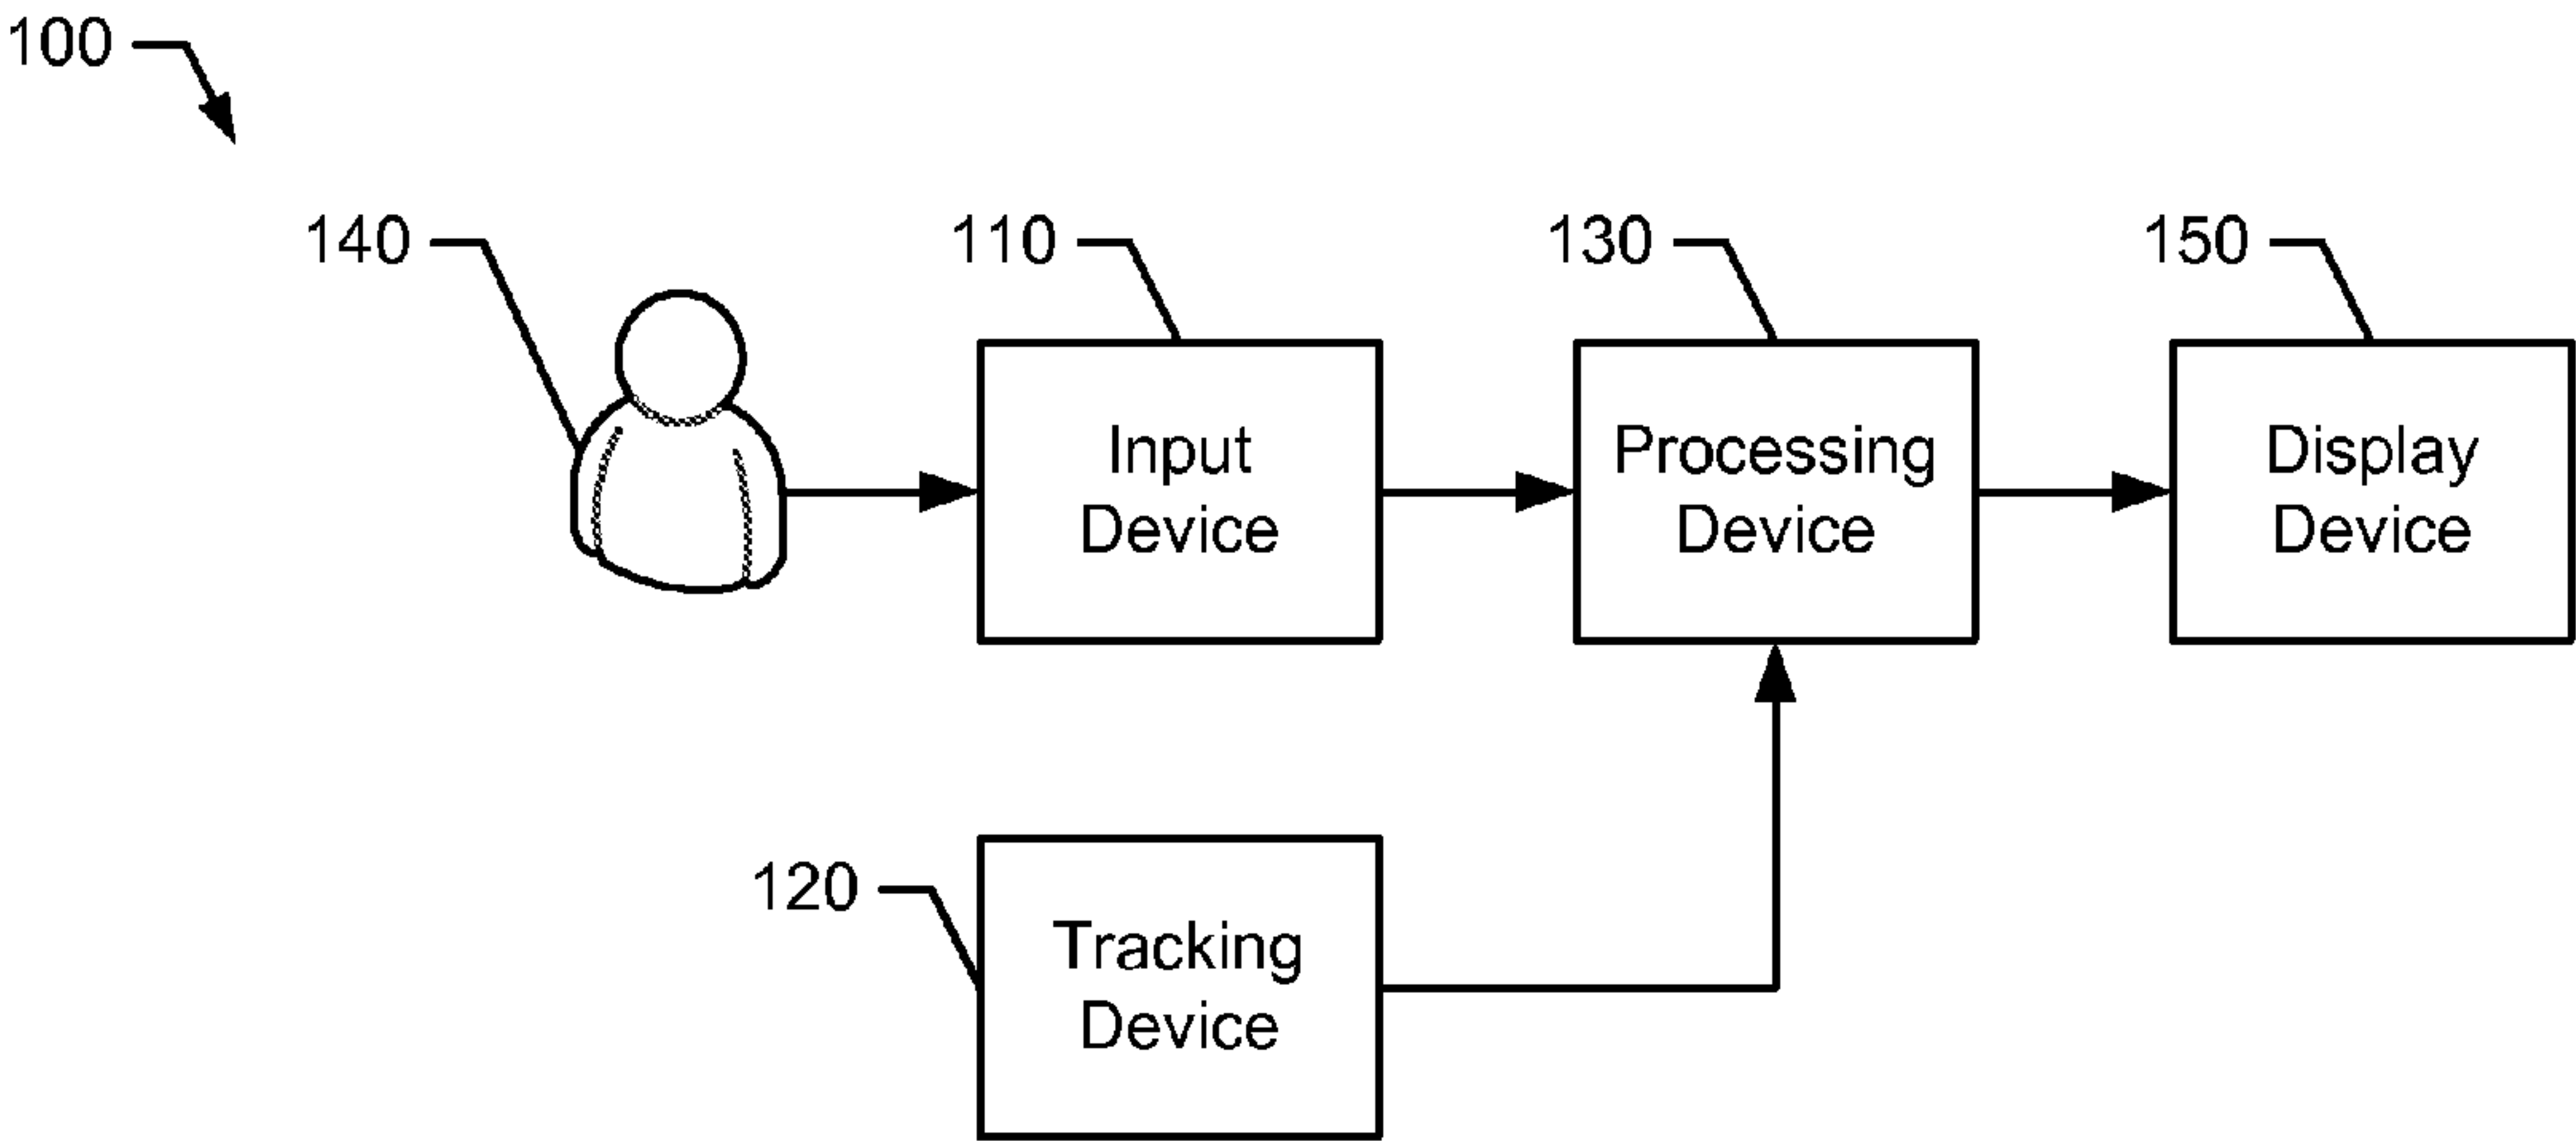 100
140
110
130
150
Input
Device
Processing
Device
Display
Device
120
Tracking
Device